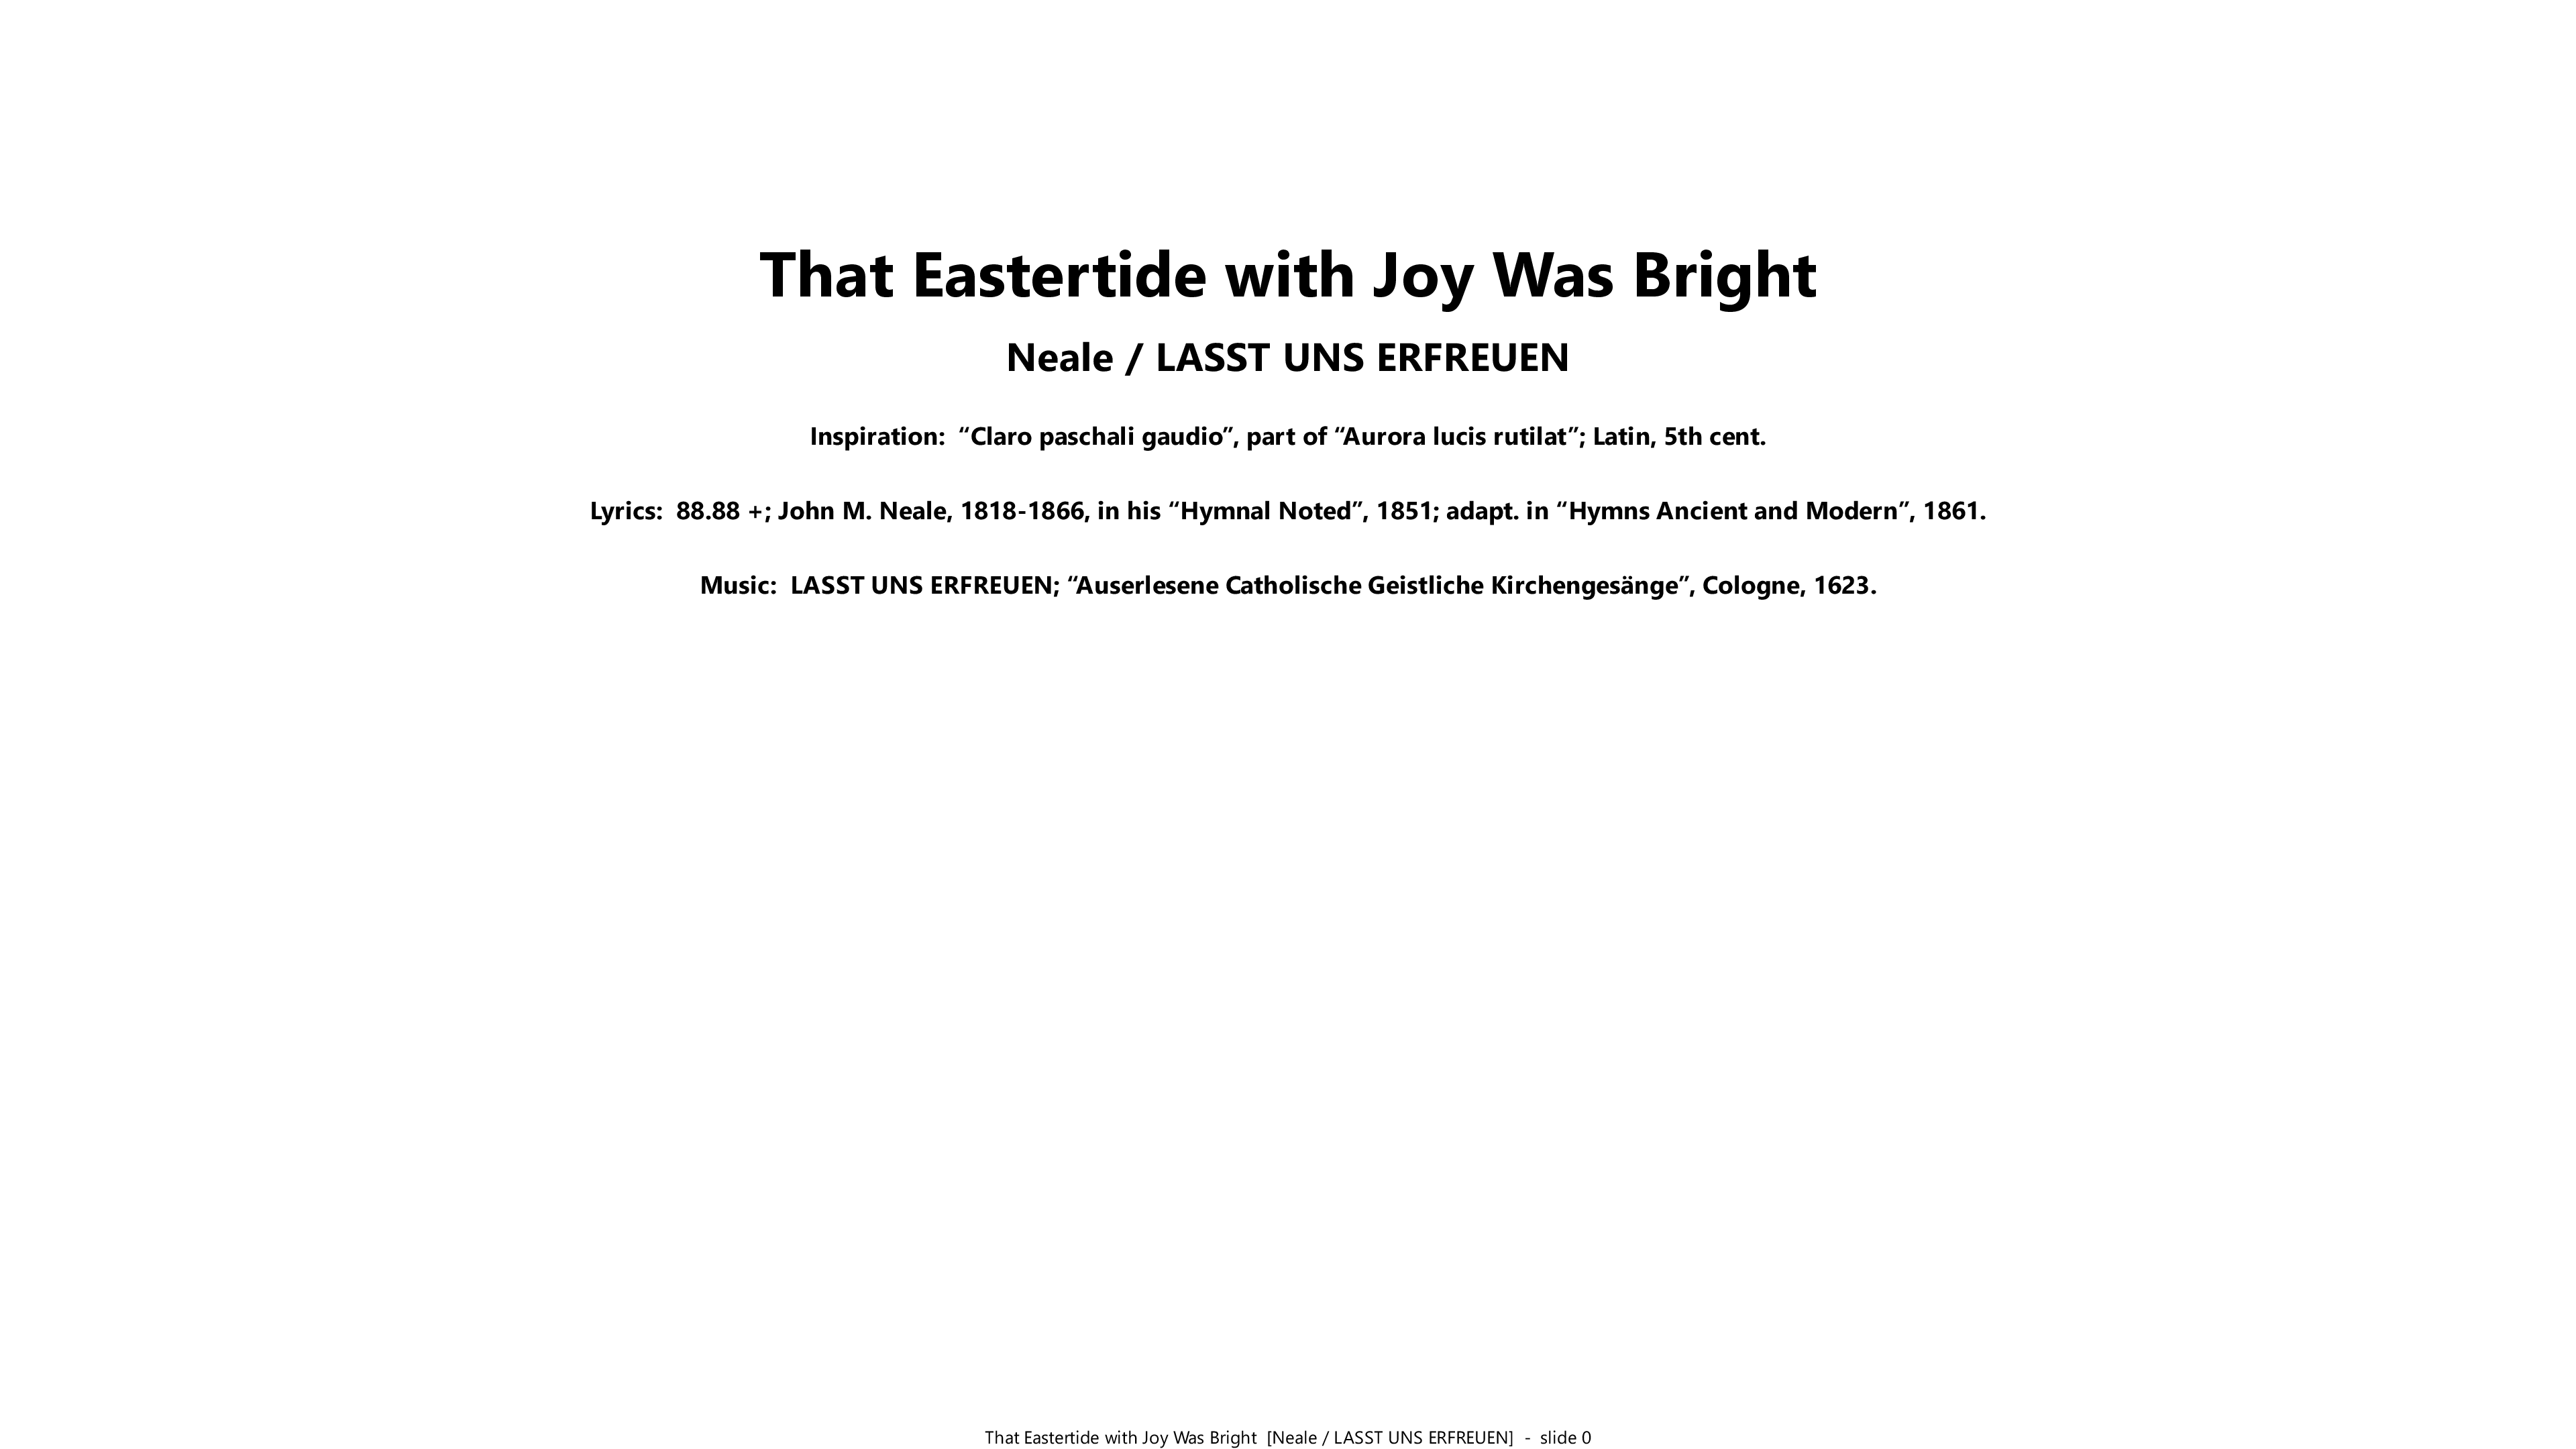 That Eastertide with Joy Was Bright
Neale / LASST UNS ERFREUEN
Inspiration:  “Claro paschali gaudio”, part of “Aurora lucis rutilat”; Latin, 5th cent.
Lyrics:  88.88 +; John M. Neale, 1818-1866, in his “Hymnal Noted”, 1851; adapt. in “Hymns Ancient and Modern”, 1861.
Music:  LASST UNS ERFREUEN; “Auserlesene Catholische Geistliche Kirchengesänge”, Cologne, 1623.
That Eastertide with Joy Was Bright  [Neale / LASST UNS ERFREUEN]  -  slide 0